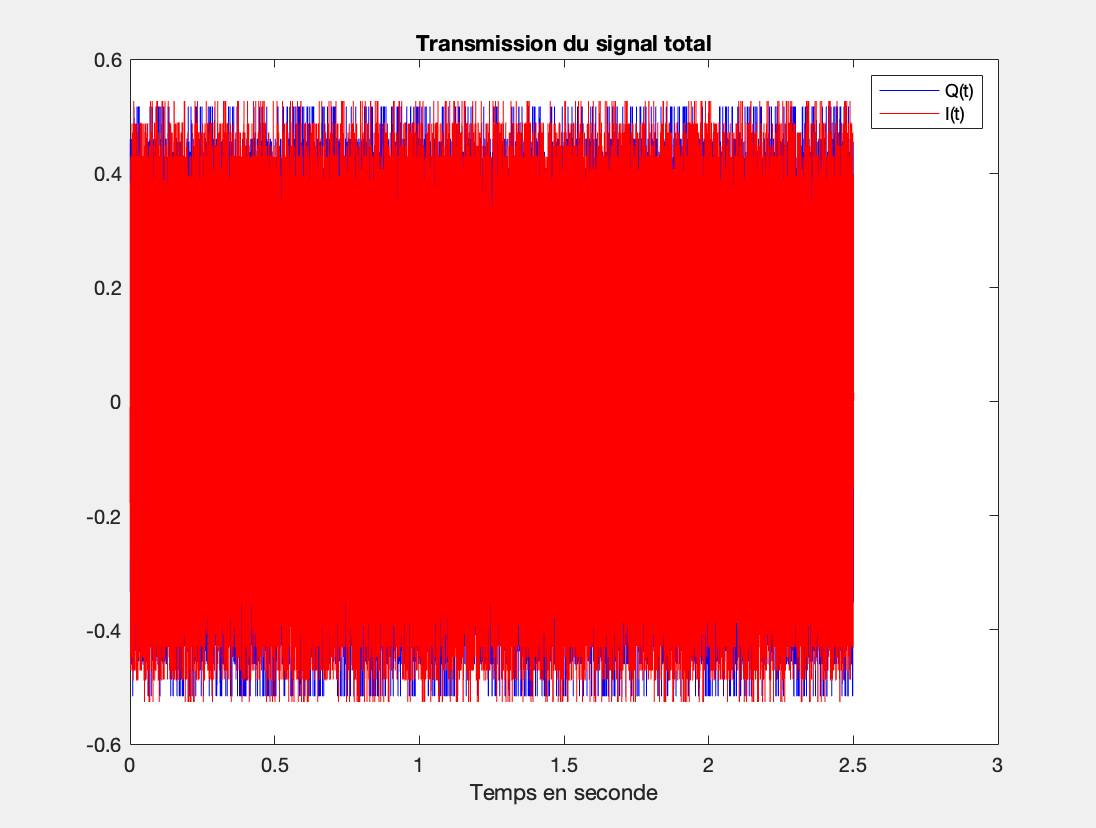 Transmission du signal total
0.6
0.4
0.2
0
-0.2
-0.4
-0.6
Q(t)
I(t)
0 0.5 1 1.5 2 2.5 3
Temps en seconde